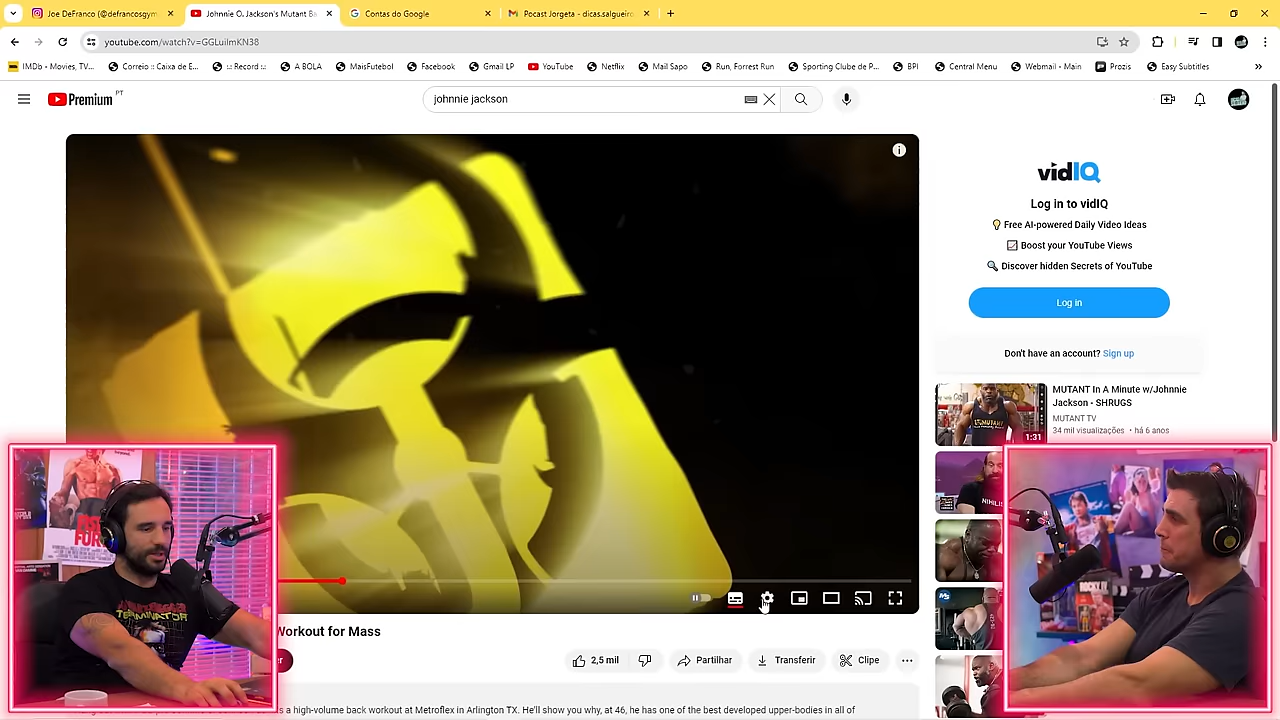 Joe DeFranco (@defrancosgym
Johnnie O. Jackson's Mutant Ba
Contas do Google
Pocast Jorgeta - dicas.salgueiro
youtube.com/watch?v=GGLuiImKN38
IMDb - Movies, TV...
Correio :: Caixa de E...
.::: Record :::.
A BOLA
MaisFutebol
Facebook
Gmail LP
YouTube
Netflix
Mail Sapo
Run, Forrest Run
Sporting Clube de P...
BPI
Central Menu
Webmail - Main
Prozis
Easy Subtitles
Premium PT
johnnie jackson
vidIQ
Log in to vidIQ
Free AI-powered Daily Video Ideas
Boost your YouTube Views
Discover hidden Secrets of YouTube
Log in
Don't have an account? Sign up
MUTANT In A Minute w/Johnnie
Jackson - SHRUGS
MUTANT TV
34 mil visualizações • há 6 anos
1:31
Workout for Mass
2,5 mil
Partilhar
Transferir
Clipe
a high-volume back workout at Metroflex in Arlington TX. He'll show you why, at 46, he has one of the best developed upper-bodies in all of
TERMINATOR